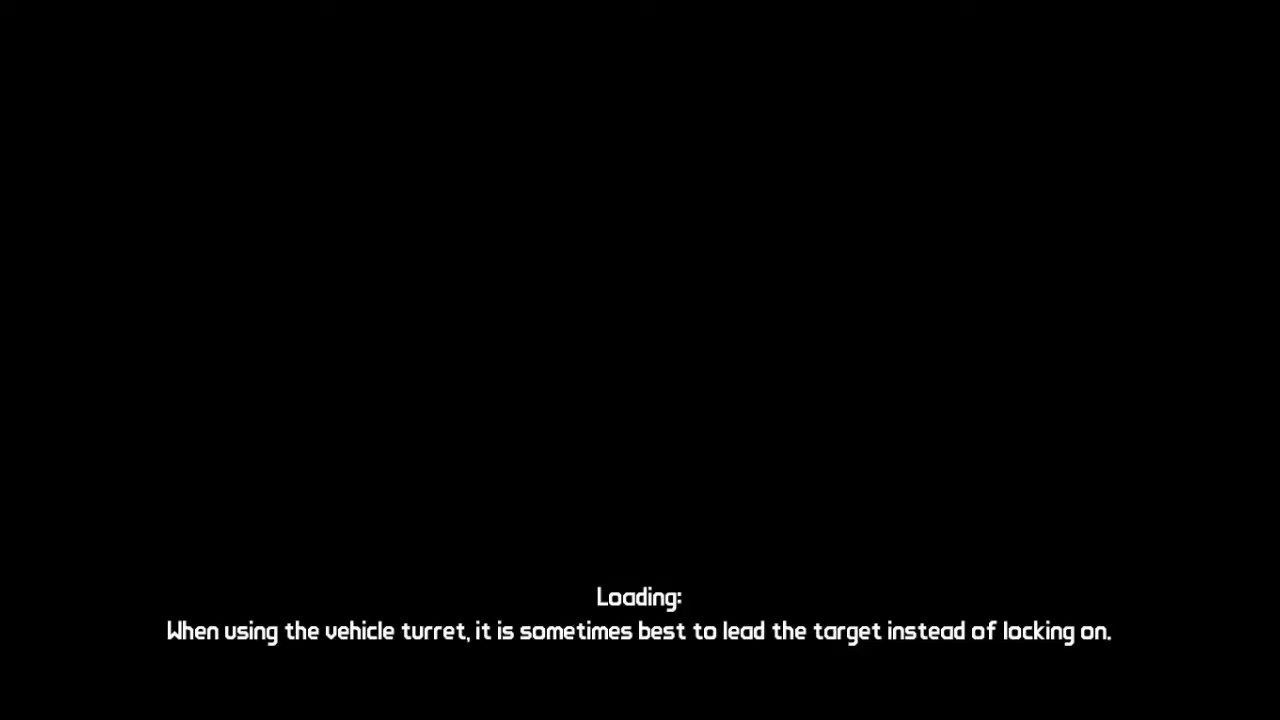 Loading:
When using the vehicle turret, it is sometimes best to lead the target instead of locking on.